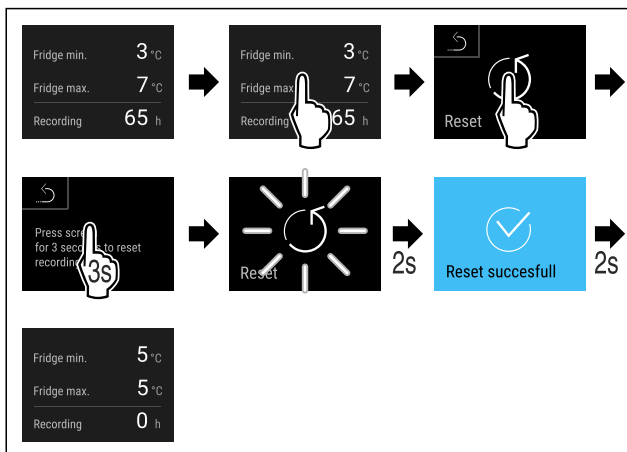 Fridge min. 3 °C
Fridge max. 7 °C
Recording 65 h
Fridge min. 3 °C
Fridge max 7 °C
Recording 65 h
Reset
Press scre
for 3 seco s to reset
recording
3s
Reset
2s
Reset succesfull
2s
Fridge min. 5 °C
Fridge max. 5 °C
Recording 0 h